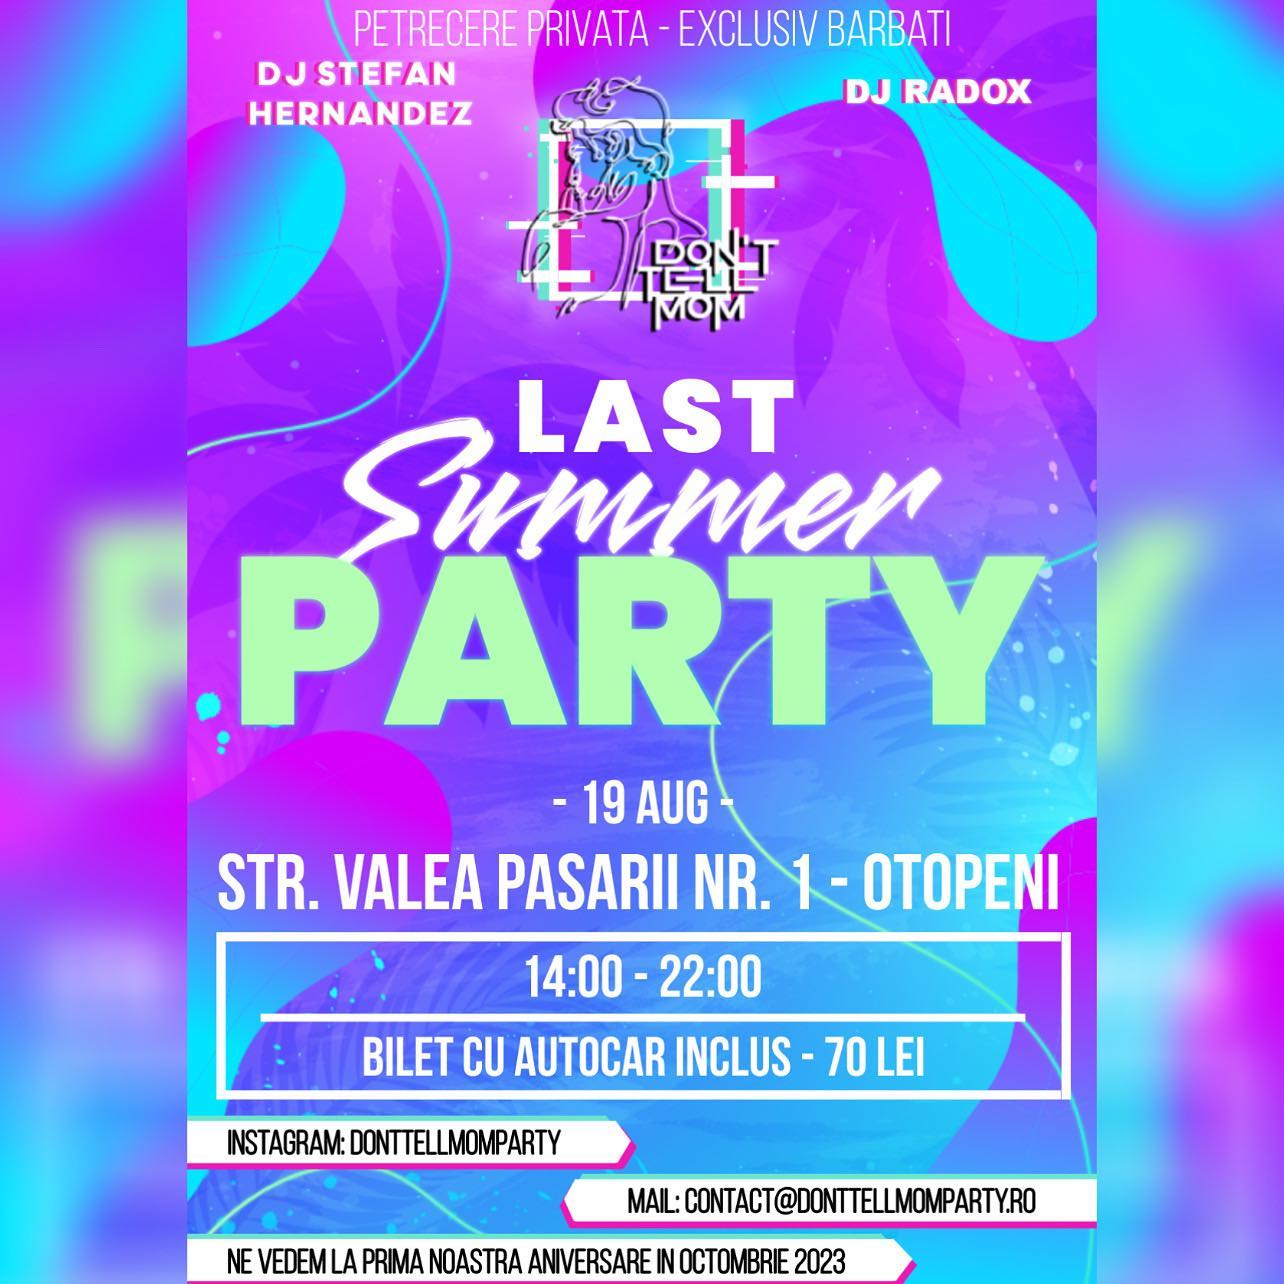 PETRECERE PRIVATA - EXCLUSIV BARBATI
DJ STEFAN
HERNANDEZ
DJ RADOX
DON'T
TELL
MOM
LAST
Summer
PARTY
- 19 AUG -
STR. VALEA PASARII NR. 1 - OTOPENI
14:00 - 22:00
BILET CU AUTOCAR INCLUS - 70 LEI
INSTAGRAM: DONTTELLMOMPARTY
MAIL: CONTACT@DONTTELLMOMPARTY.RO
NE VEDEM LA PRIMA NOASTRA ANIVERSARE IN OCTOMBRIE 2023